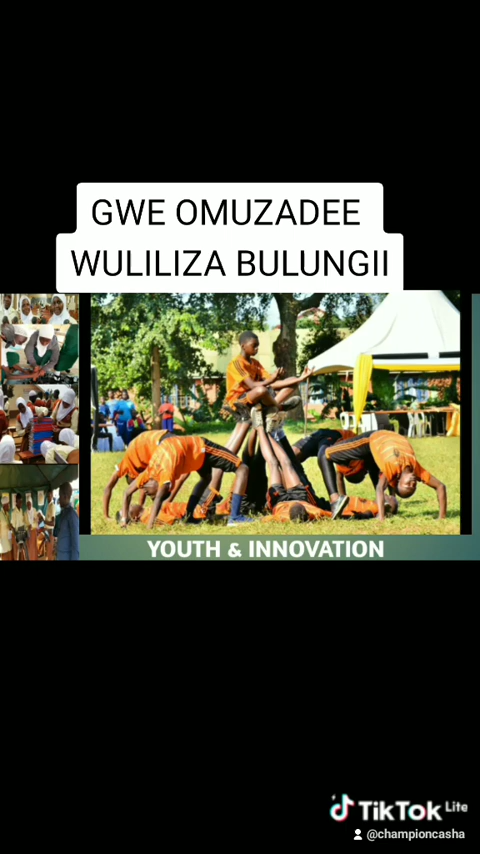 GWE OMUZADEE
WULILIZA BULUNGII
YOUTH & INNOVATION
TikTok Lite
@championcasha